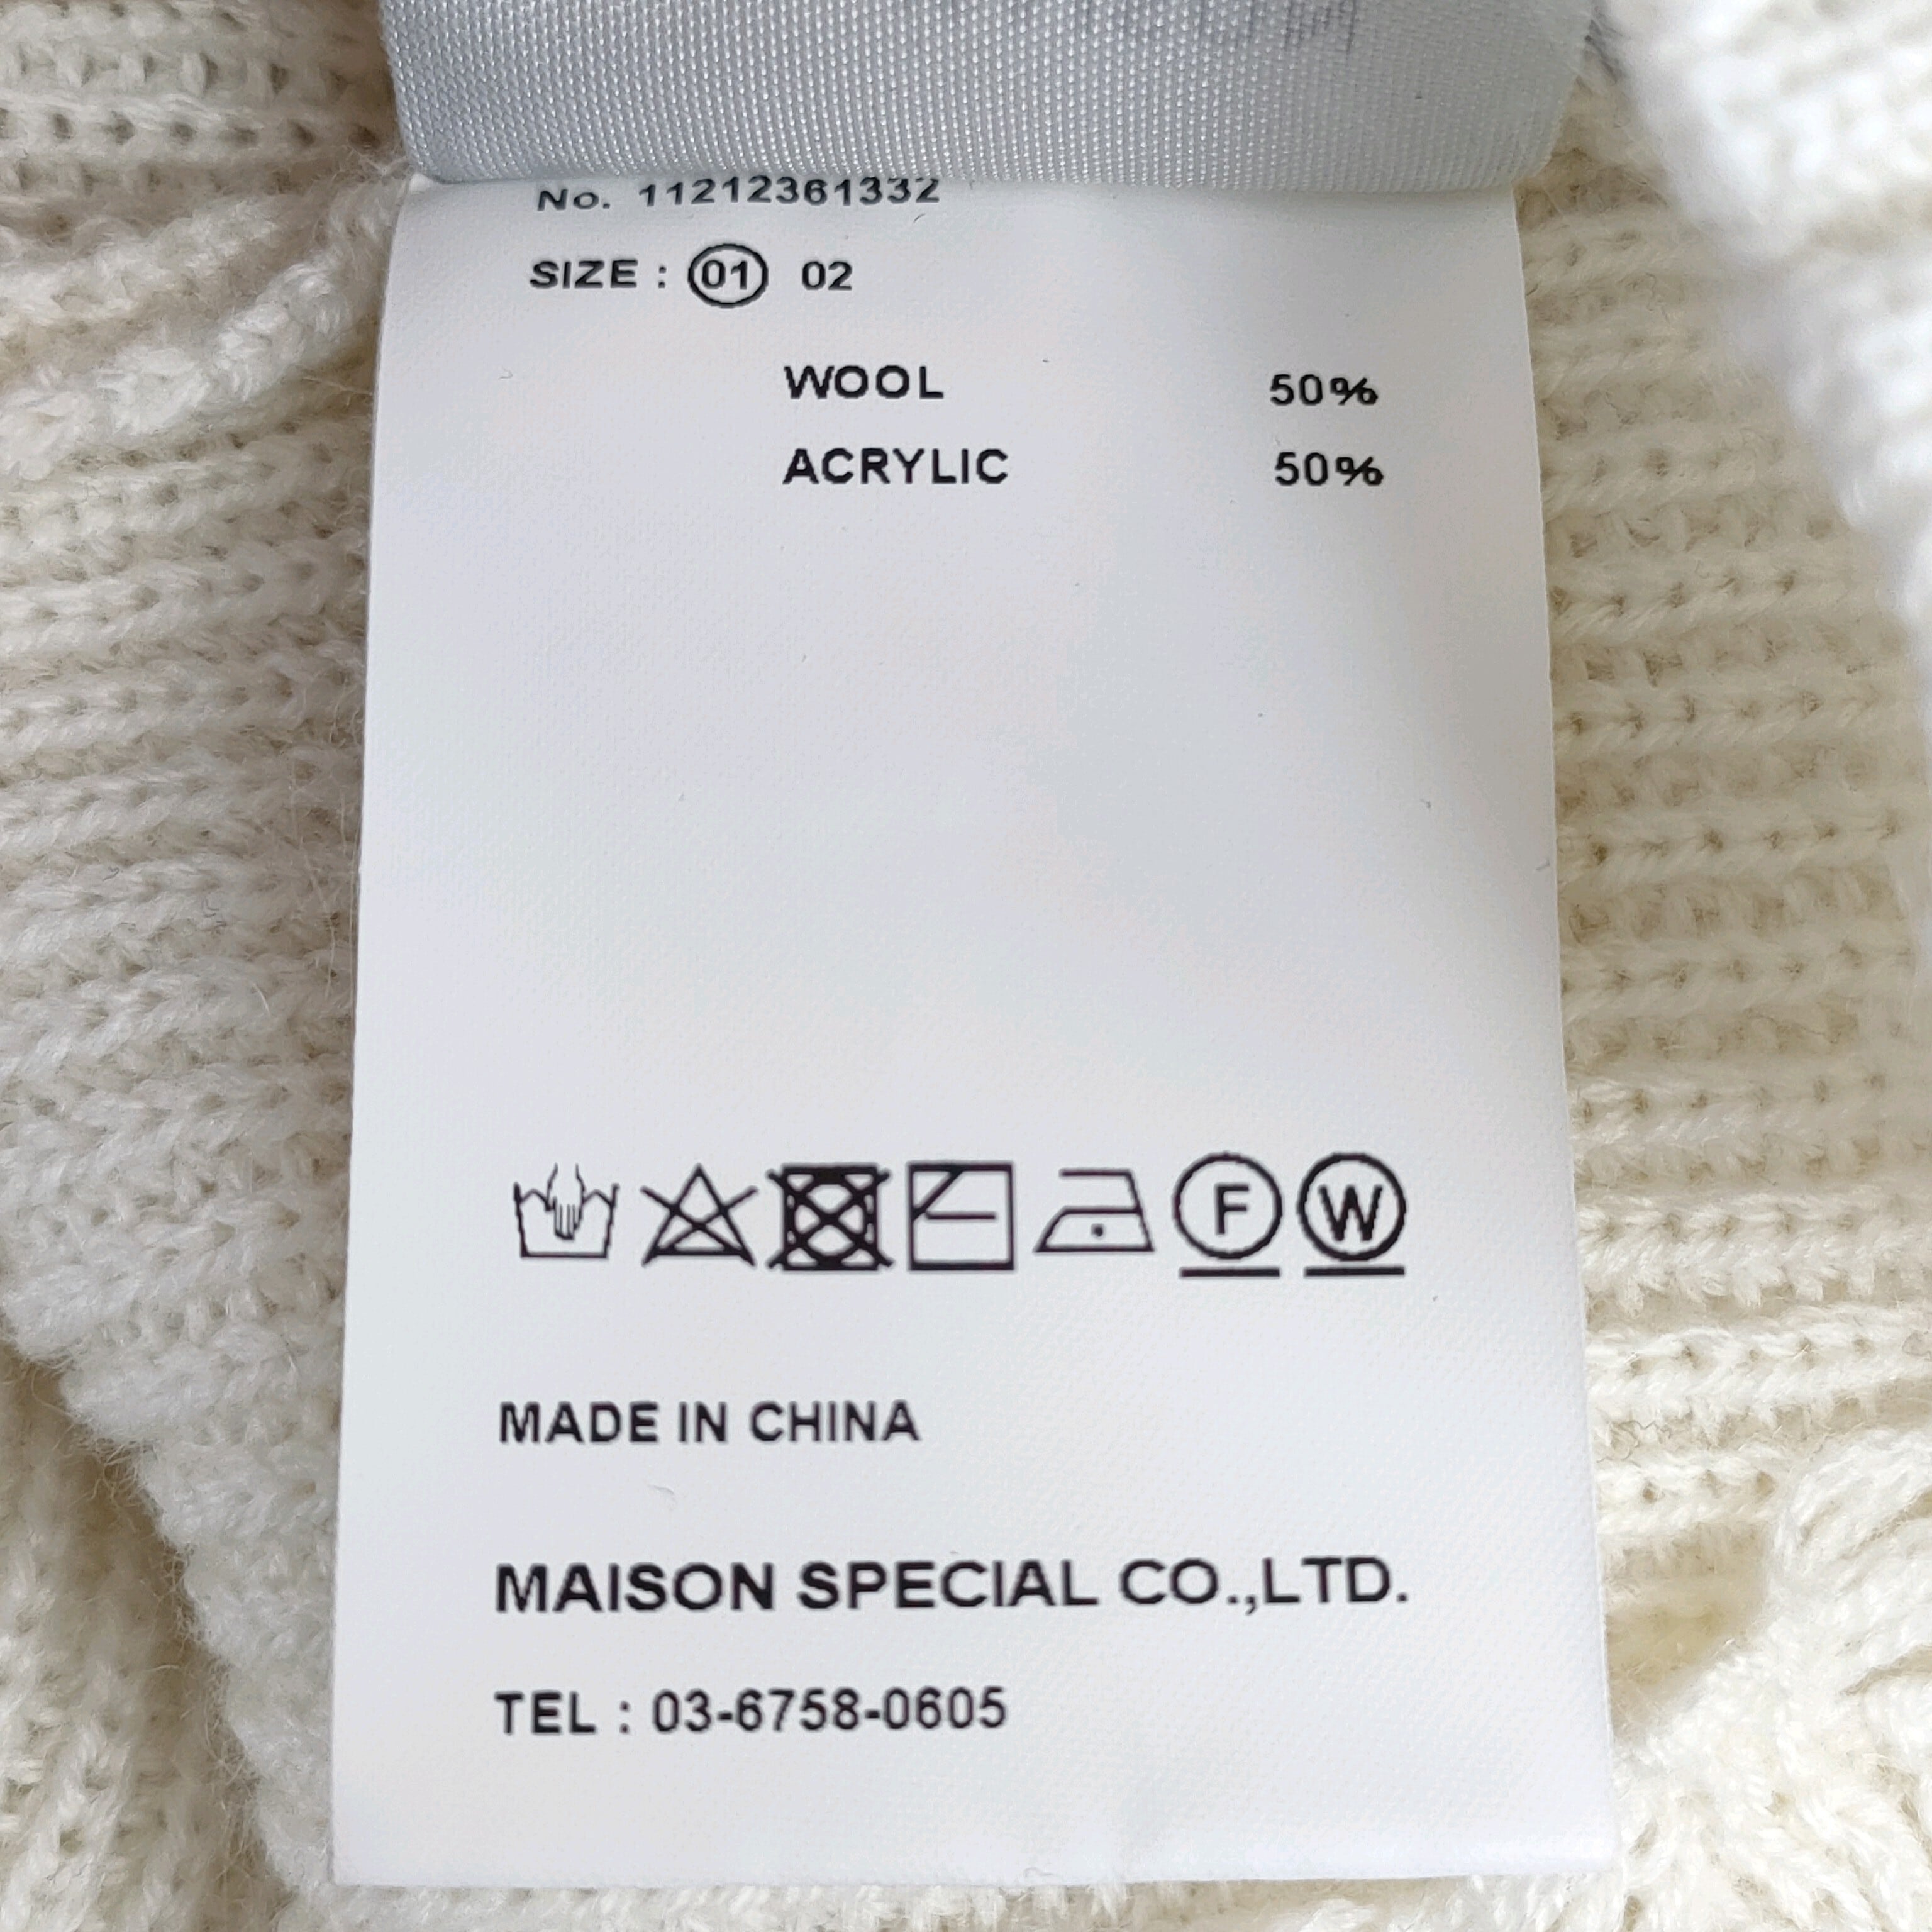 No. 11212361332
SIZE : 01 02
WOOL 50%
ACRYLIC 50%
F W
MADE IN CHINA
MAISON SPECIAL CO.,LTD.
TEL : 03-6758-0605